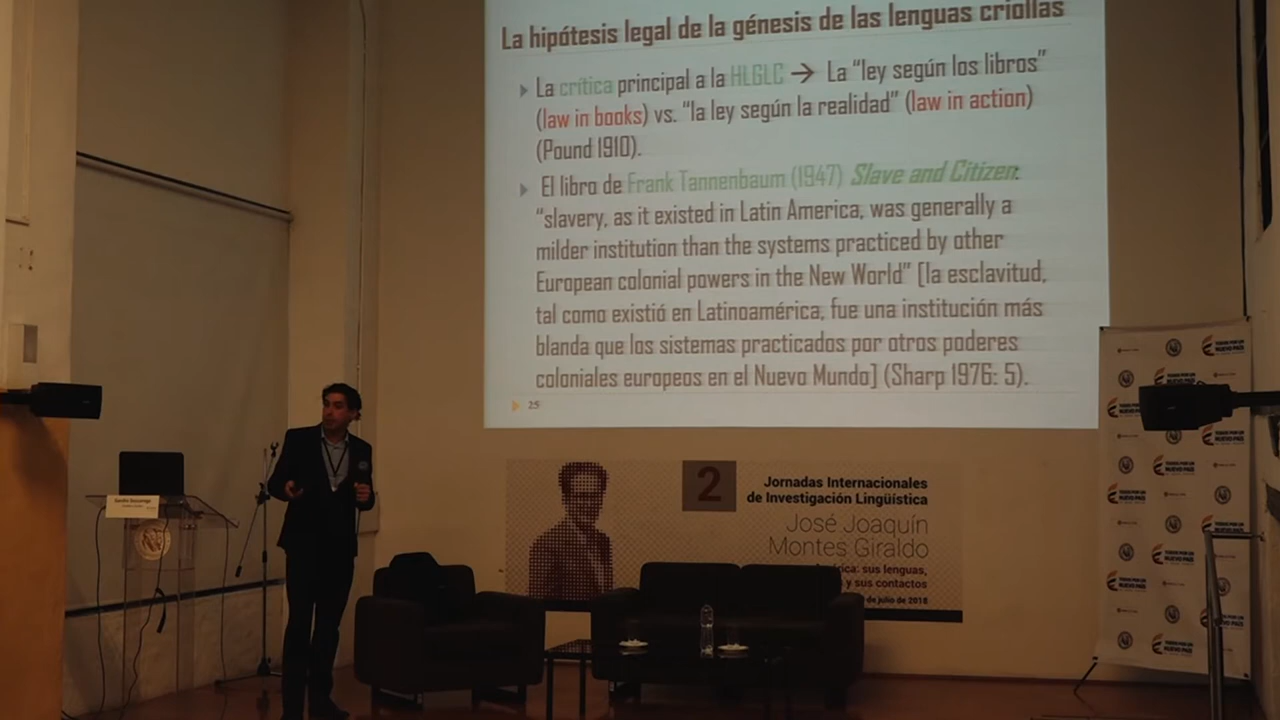 La hipótesis legal de la génesis de las lenguas criollas
La crítica principal a la HLGLC → La “ley según los libros”
(law in books) vs. “la ley según la realidad” (law in action)
(Pound 1910).
El libro de Frank Tannenbaum (1947) Slave and Citizen:
“slavery, as it existed in Latin America, was generally a
milder institution than the systems practiced by other
European colonial powers in the New World” [la esclavitud,
tal como existió en Latinoamérica, fue una institución más
blanda que los sistemas practicados por otros poderes
coloniales europeos en el Nuevo Mundo] (Sharp 1976: 5).
25
2
Jornadas Internacionales
de Investigación Lingüística
José Joaquín
Montes Giraldo
sus lenguas,
y sus contactos
de julio de 2018
TODOS POR UN
NUEVO PAÍS